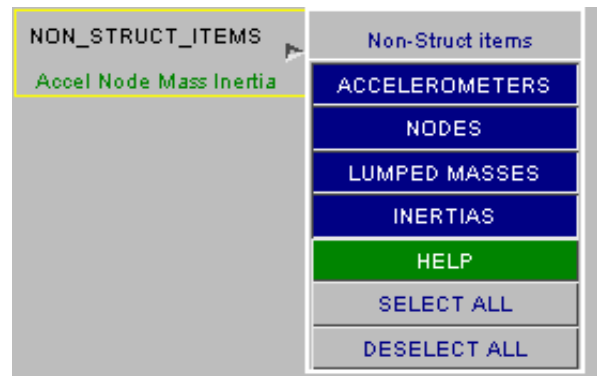 NON_STRUCT_ITEMS
Accel Node Mass Inertia
Non-Struct items
ACCELEROMETERS
NODES
LUMPED MASSES
INERTIAS
HELP
SELECT ALL
DESELECT ALL